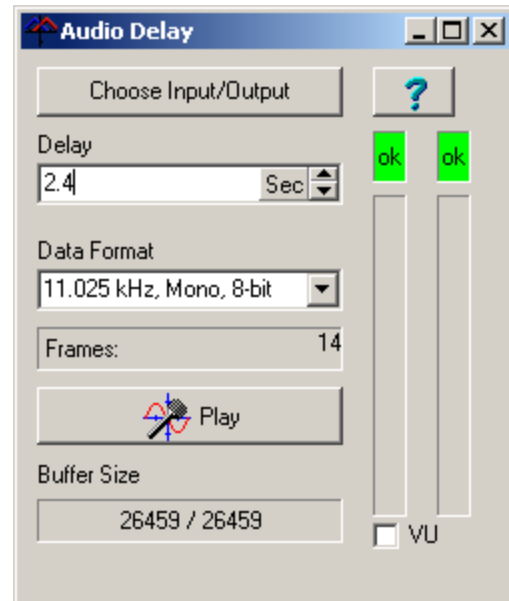 Audio Delay
Choose Input/Output
?
Delay
ok ok
2.4 Sec
Data Format
11.025 kHz, Mono, 8-bit
Frames: 14
Play
Buffer Size
26459 / 26459
VU